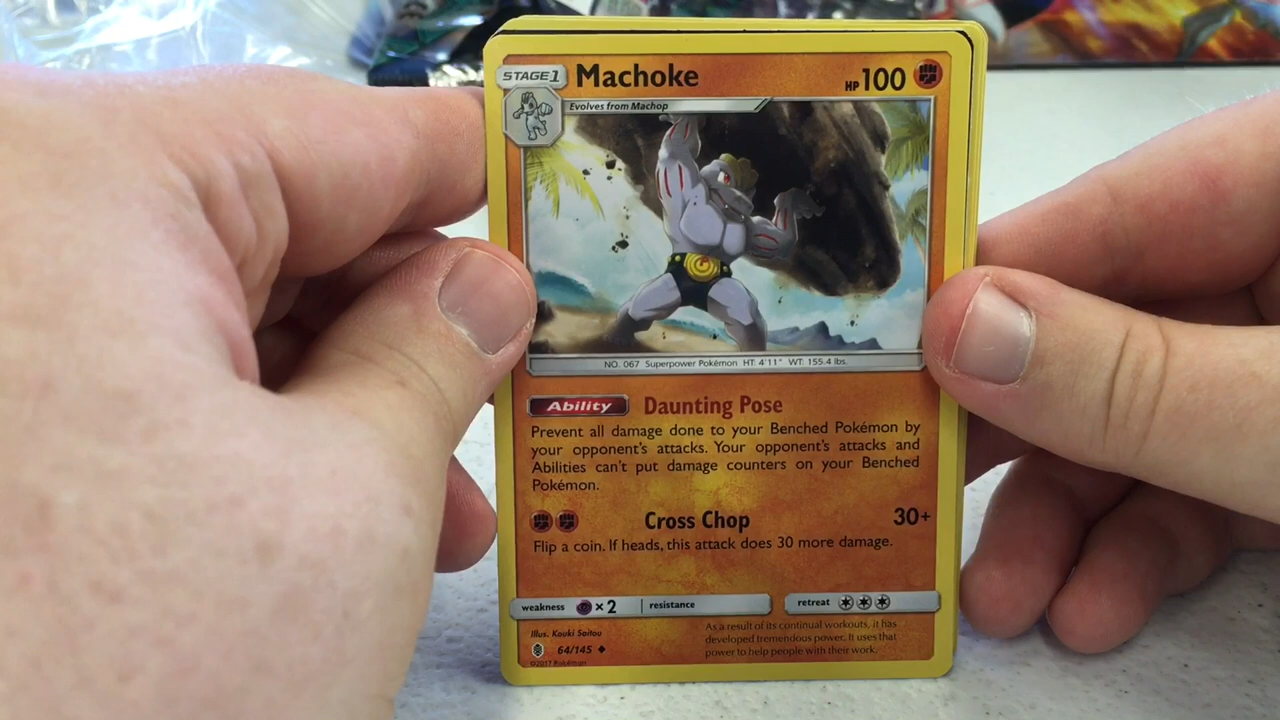 STAGE1 Machoke HP100
Evolves from Machop
NO. 067 Superpower Pokémon HT: 4'11" WT: 155.4 lbs.
Ability Daunting Pose
Prevent all damage done to your Benched Pokémon by
your opponent's attacks. Your opponent's attacks and
Abilities can't put damage counters on your Benched
Pokémon.
Cross Chop 30+
Flip a coin. If heads, this attack does 30 more damage.
weakness ×2 resistance retreat
As a result of its continual workouts, it has
developed tremendous power. It uses that
power to help people with their work.
Illus. Kouki Saitou
64/145
©2017 Pokémon